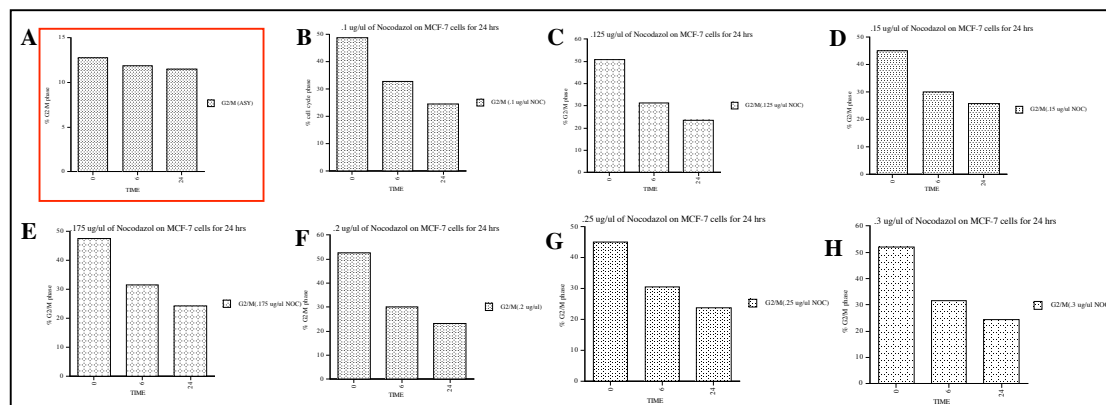 A
% G2/M phase
15
10
5
0
0
6
24
TIME
G2/M (ASY)
B
.1 ug/ul of Nocodazol on MCF-7 cells for 24 hrs
% cell cycle phase
50
40
30
20
10
0
0
6
24
TIME
G2/M (.1 ug/ul NOC)
C
.125 ug/ul of Nocodazol on MCF-7 cells for 24 hrs
%G2/M phase
60
50
40
30
20
10
0
0
6
24
TIME
G2/M(.125 ug/ul NOC)
D
.15 ug/ul of Nocodazol on MCF-7 cells for 24 hrs
%G2/M phase
50
40
30
20
10
0
0
6
24
TIME
G2/M(.15 ug/ul NOC)
E
.175 ug/ul of Nocodazol on MCF-7 cells for 24 hrs
% G2/M phase
50
40
30
20
10
0
0
6
24
TIME
G2/M(.175 ug/ul NOC)
F
.2 ug/ul of Nocodazol on MCF-7 cells for 24 hrs
% G2/M phase
60
50
40
30
20
10
0
0
6
24
TIME
G2/M(.2 ug/ul)
G
.25 ug/ul of Nocodazol on MCF-7 cells for 24 hrs
% G2/M phase
50
40
30
20
10
0
0
6
24
TIME
G2/M(.25 ug/ul NOC)
H
.3 ug/ul of Nocodazol on MCF-7 cells for 24 hrs
% G2/M phase
60
50
40
30
20
10
0
0
6
24
TIME
G2/M(.3 ug/ul NOC